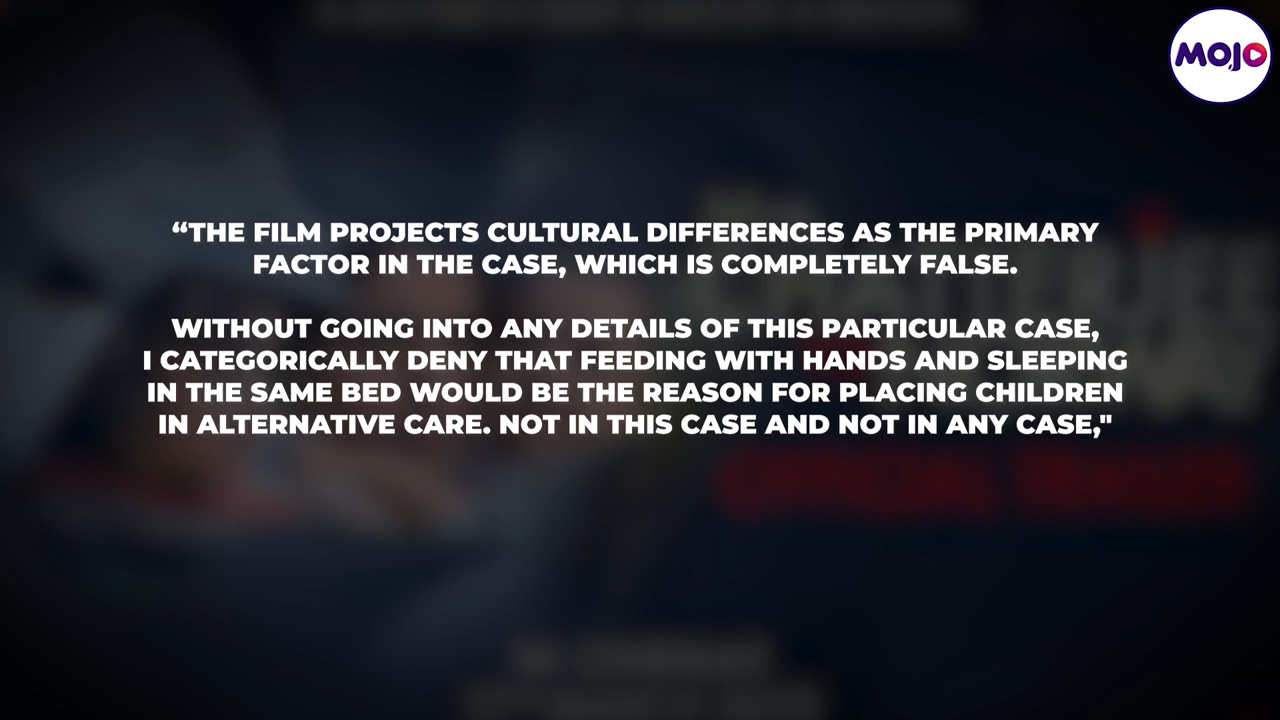 MOJO
“THE FILM PROJECTS CULTURAL DIFFERENCES AS THE PRIMARY
FACTOR IN THE CASE, WHICH IS COMPLETELY FALSE.
WITHOUT GOING INTO ANY DETAILS OF THIS PARTICULAR CASE,
I CATEGORICALLY DENY THAT FEEDING WITH HANDS AND SLEEPING
IN THE SAME BED WOULD BE THE REASON FOR PLACING CHILDREN
IN ALTERNATIVE CARE. NOT IN THIS CASE AND NOT IN ANY CASE,"